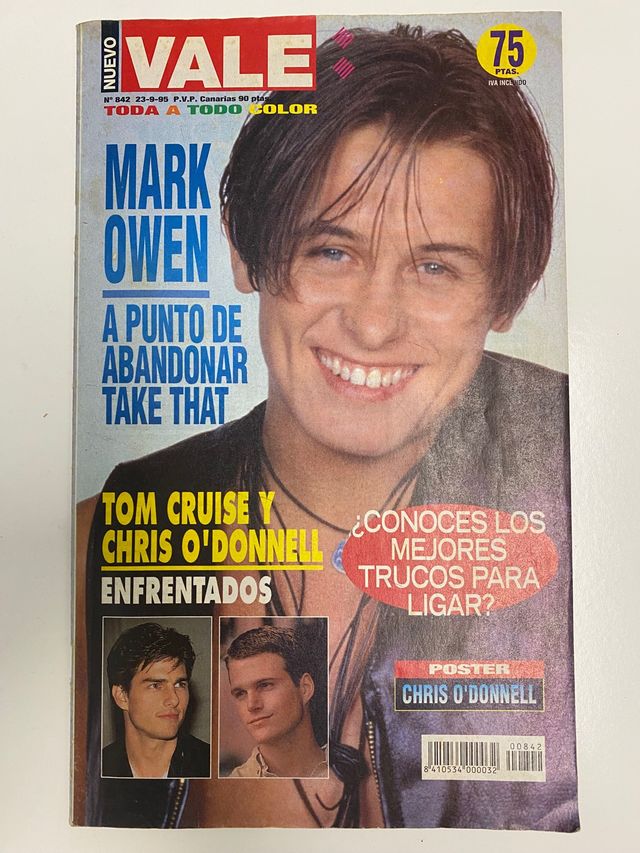 NUEVO
VALE
Nº 842 23-9-95 P.V.P. Canarias 90 ptas.
TODA A TODO COLOR
75
PTAS.
IVA INCLUIDO
MARK
OWEN
A PUNTO DE
ABANDONAR
TAKE THAT
TOM CRUISE Y
CHRIS O'DONNELL
ENFRENTADOS
¿CONOCES LOS
MEJORES
TRUCOS PARA
LIGAR?
POSTER
CHRIS O'DONNELL
00842
8 410534 000032